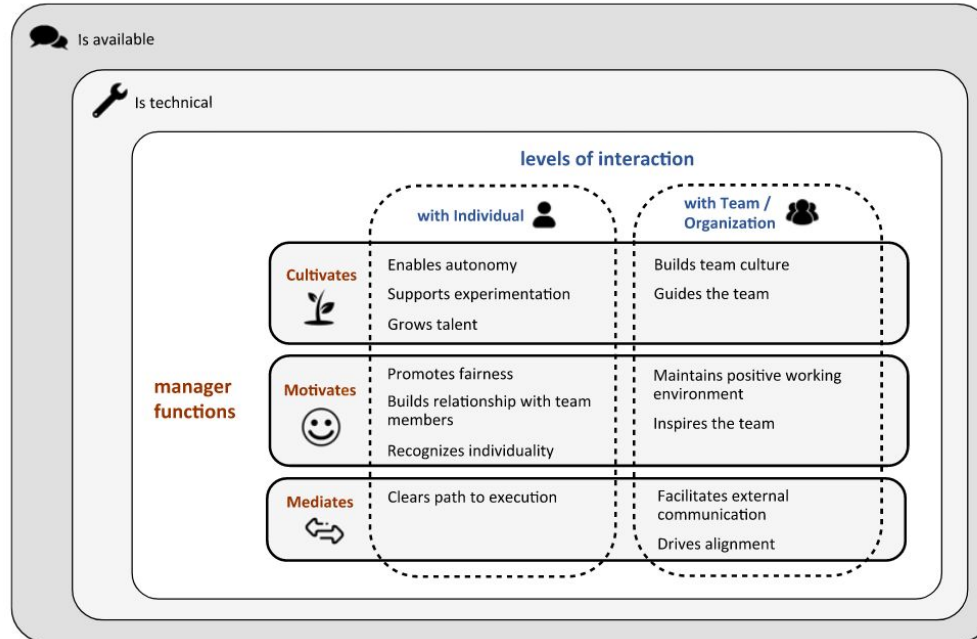 Is available
Is technical
levels of interaction
with Individual
with Team /
Organization
manager
functions
Cultivates
Enables autonomy
Supports experimentation
Grows talent
Builds team culture
Guides the team
Motivates
Promotes fairness
Builds relationship with team
members
Recognizes individuality
Maintains positive working
environment
Inspires the team
Mediates
Clears path to execution
Facilitates external
communication
Drives alignment